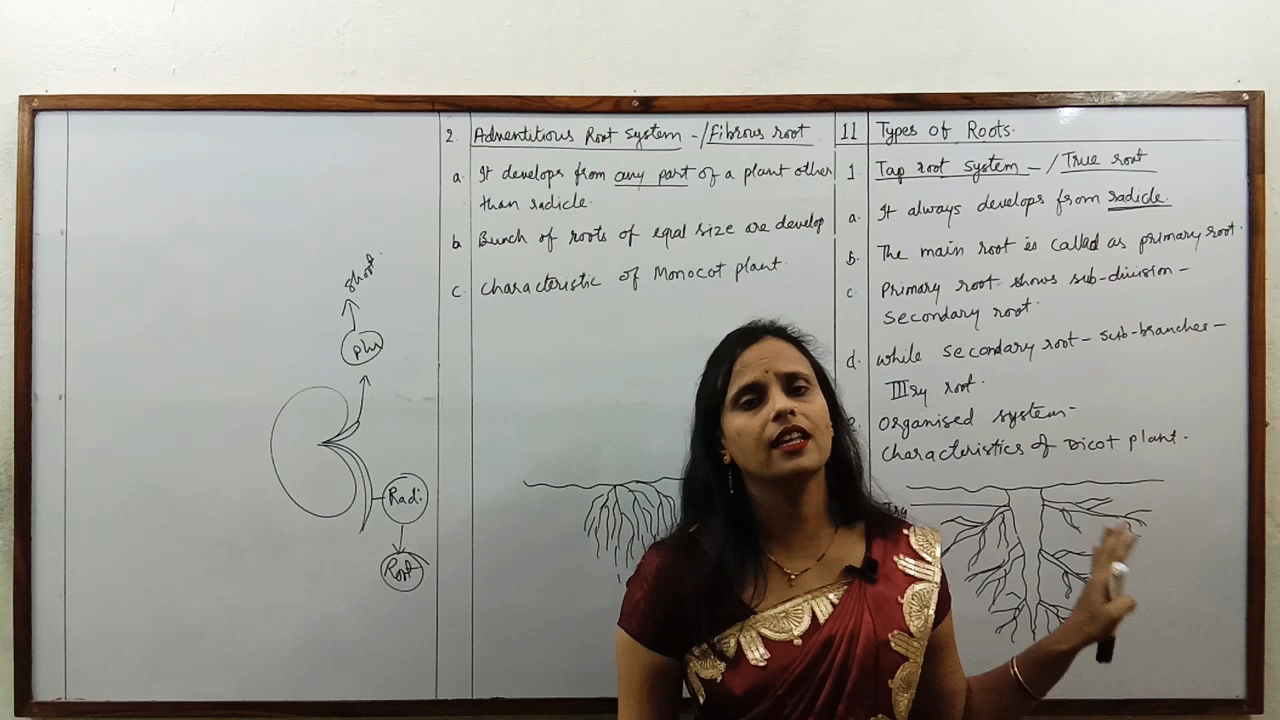 11 Types of Roots.
1 Tap root system - / True root
a. It always develops from radicle.
b. The main root is called as primary root.
c. Primary root shows sub-division -
Secondary root.
d. while secondary root - sub-branches -
IIIry root.
e. Organised system-
Characteristics of Dicot plant.
Iry
2. Adventitious Root System - / Fibrous root
a. It develops from any part of a plant other
than radicle.
b. Bunch of roots of equal size are develop
c. Characteristic of Monocot plant.
Shoot.
Plu
Radi.
Root